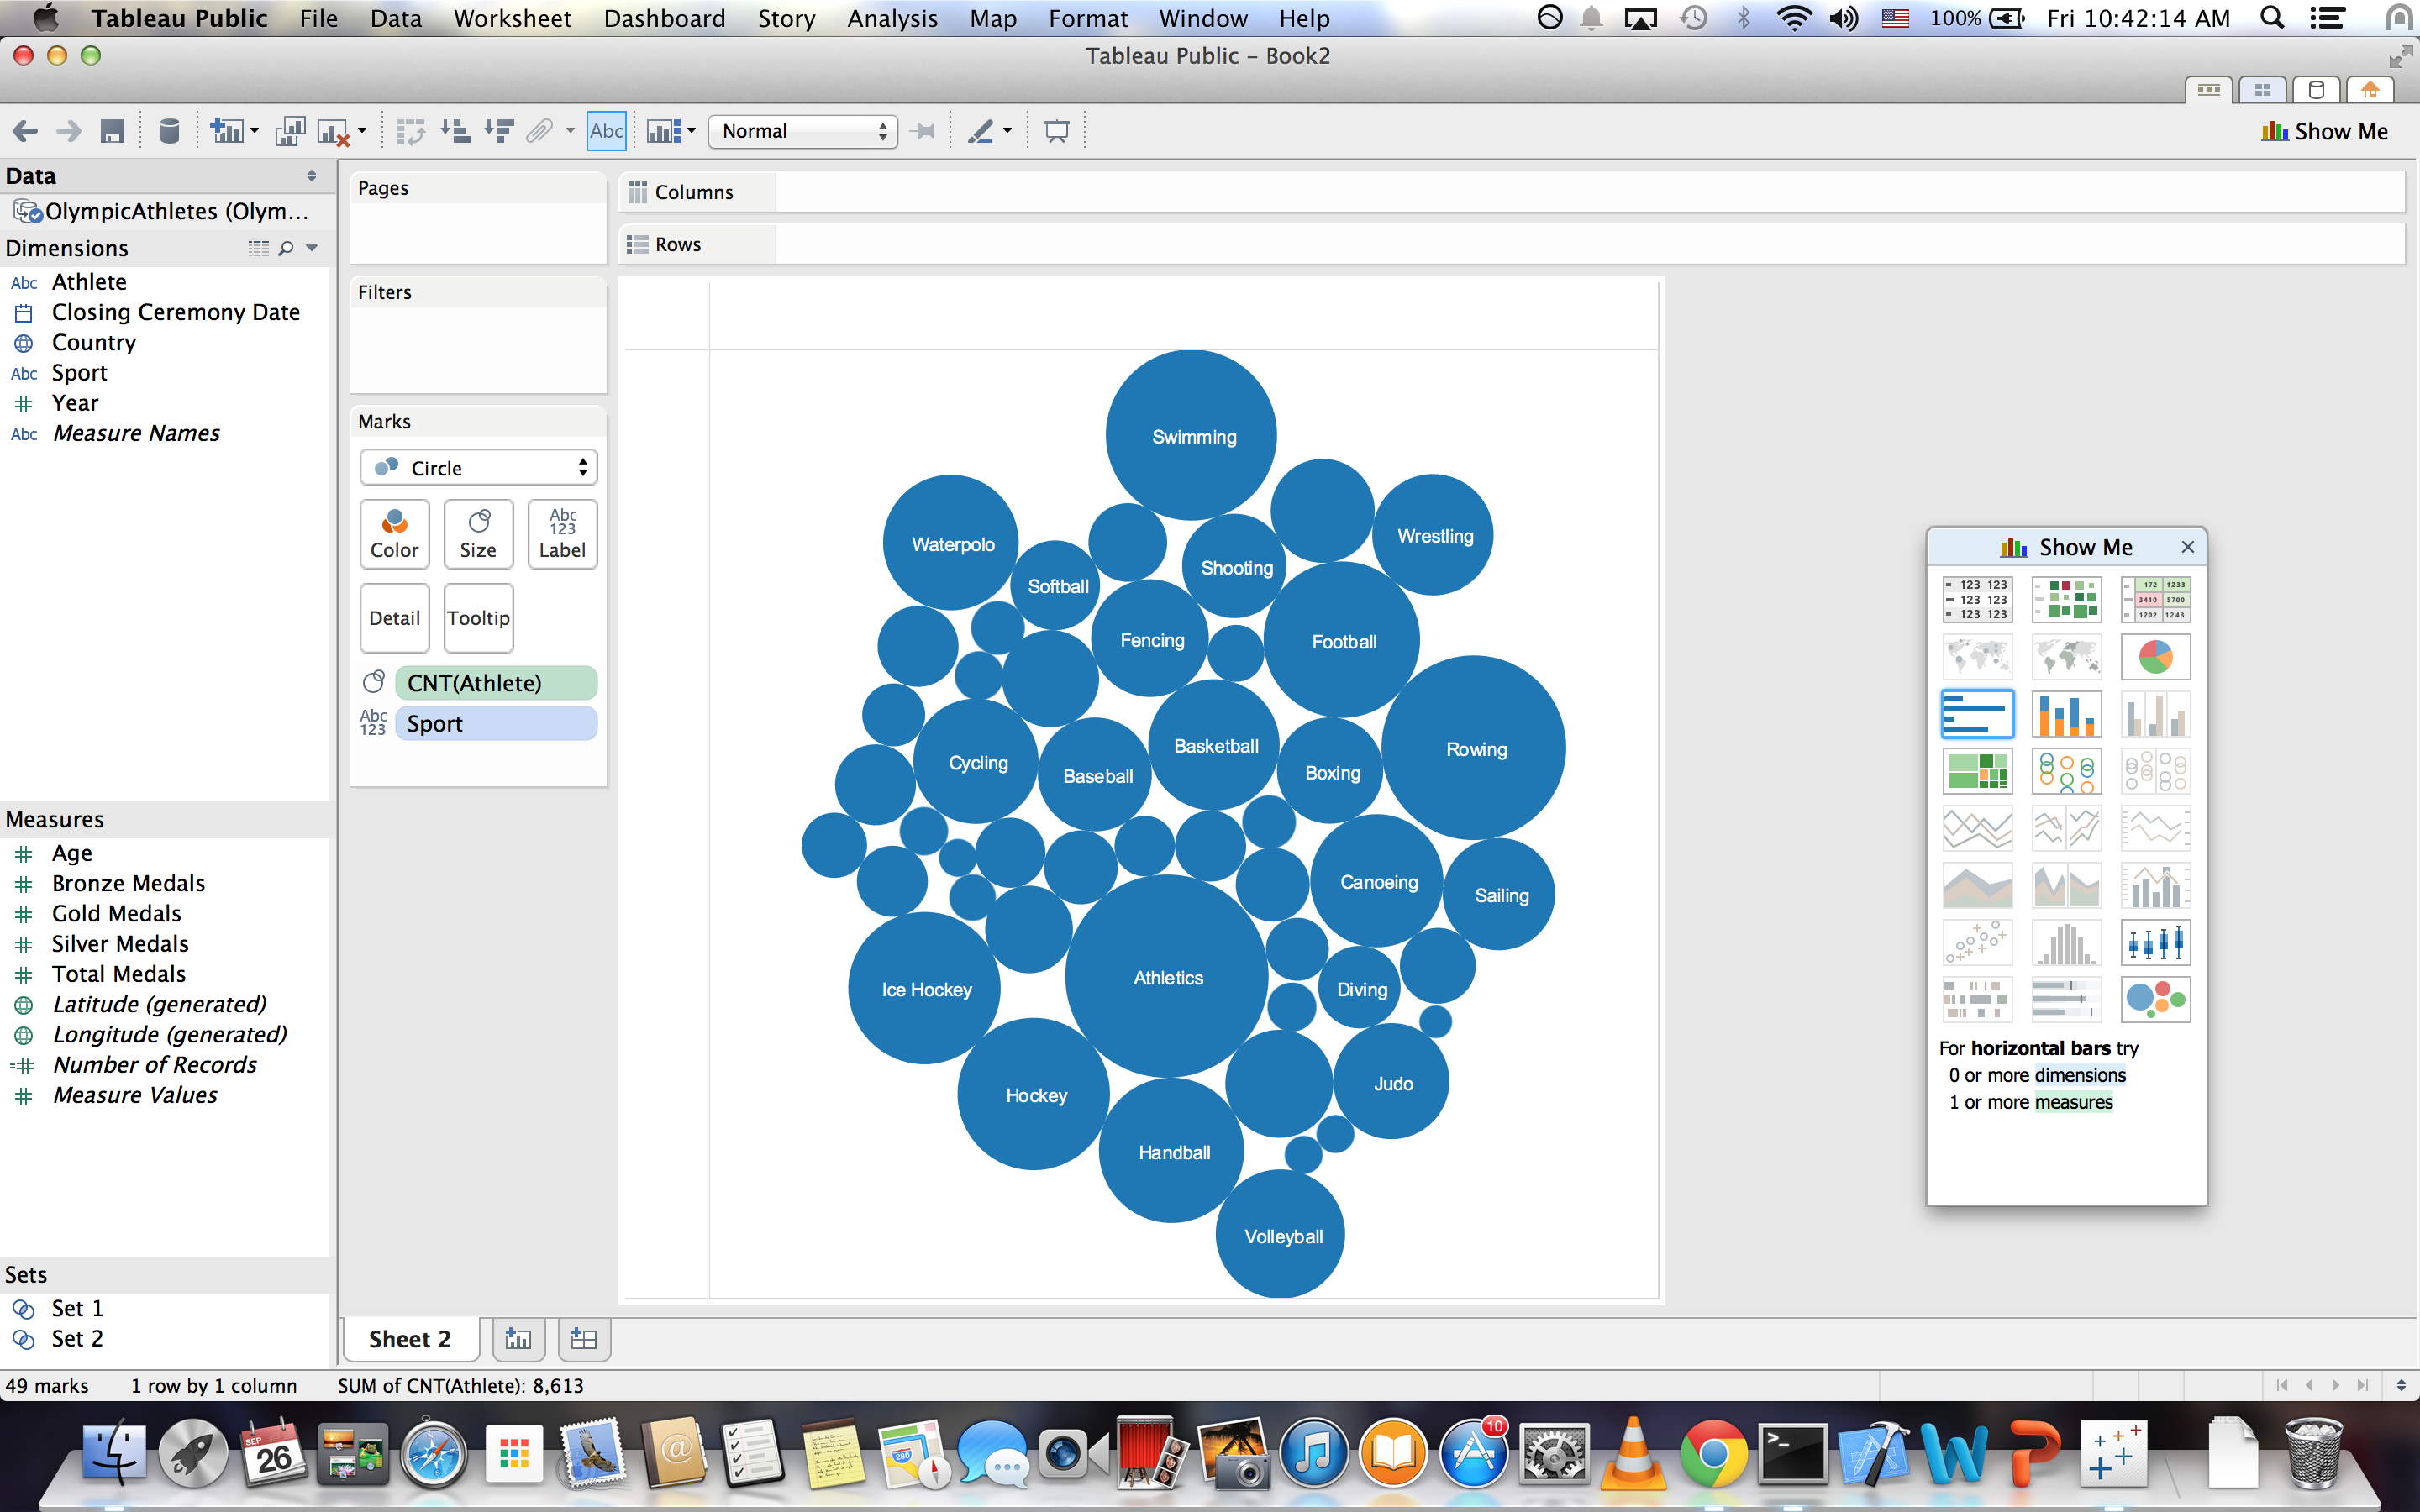 Tableau Public File Data Worksheet Dashboard Story Analysis Map Format Window Help 100% Fri 10:42:14 AM
Tableau Public – Book2
Abc Normal Show Me
Data
OlympicAthletes (Olym...
Dimensions
Abc Athlete
Closing Ceremony Date
Country
Abc Sport
Year
Abc Measure Names
Measures
Age
Bronze Medals
Gold Medals
Silver Medals
Total Medals
Latitude (generated)
Longitude (generated)
Number of Records
Measure Values
Sets
Set 1
Set 2
Pages
Filters
Marks
Circle
Color Size Abc 123 Label
Detail Tooltip
CNT(Athlete)
Abc 123 Sport
Columns
Rows
Swimming
Waterpolo
Wrestling
Softball
Shooting
Fencing
Football
Cycling
Baseball
Basketball
Boxing
Rowing
Canoeing
Sailing
Ice Hockey
Athletics
Diving
Hockey
Judo
Handball
Volleyball
Show Me
123 123
123 123
123 123
172 1233
3410 5700
1202 1243
For horizontal bars try
0 or more dimensions
1 or more measures
Sheet 2
49 marks 1 row by 1 column SUM of CNT(Athlete): 8,613
SEP
26
@
280
10
>_
W
P